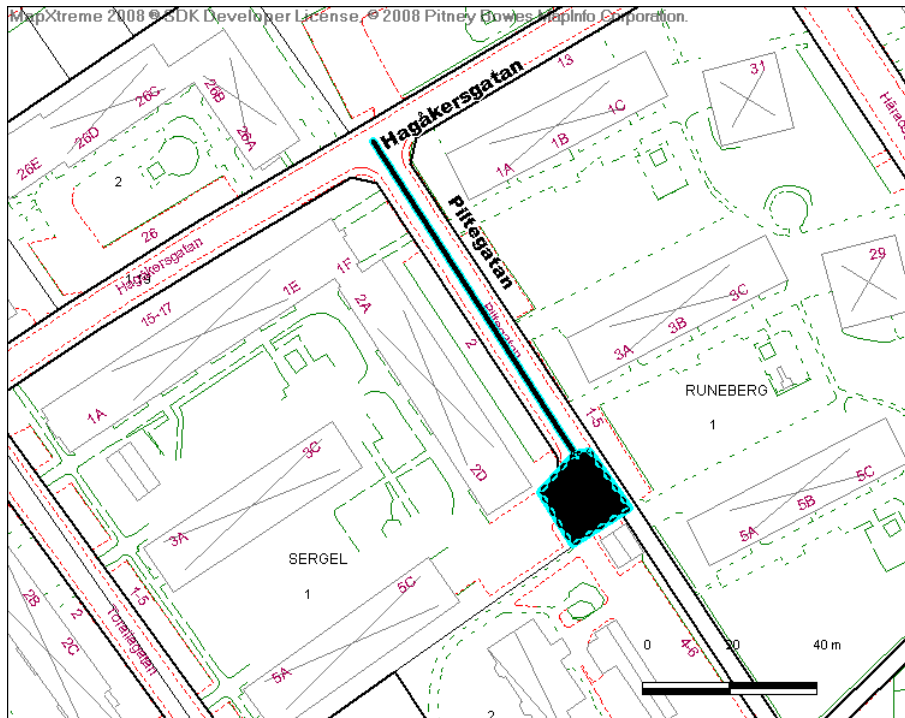 MapXtreme 2008 ® SDK Developer License. © 2008 Pitney Bowes MapInfo Corporation.
Hagåkersgatan
13
31
26C
26B
26D
26A
26E
1C
1B
1A
2
Piltegatan
26
Hagåkersgatan
29
1F
1E
2A
15-17
3C
3B
3A
Piltegatan
2
RUNEBERG
1
1-5
1A
3C
2D
5C
5B
5A
3A
SERGEL
1
5C
1-5
2B
2
2C
Torallagatan
5A
4-6
0
20
40 m
2